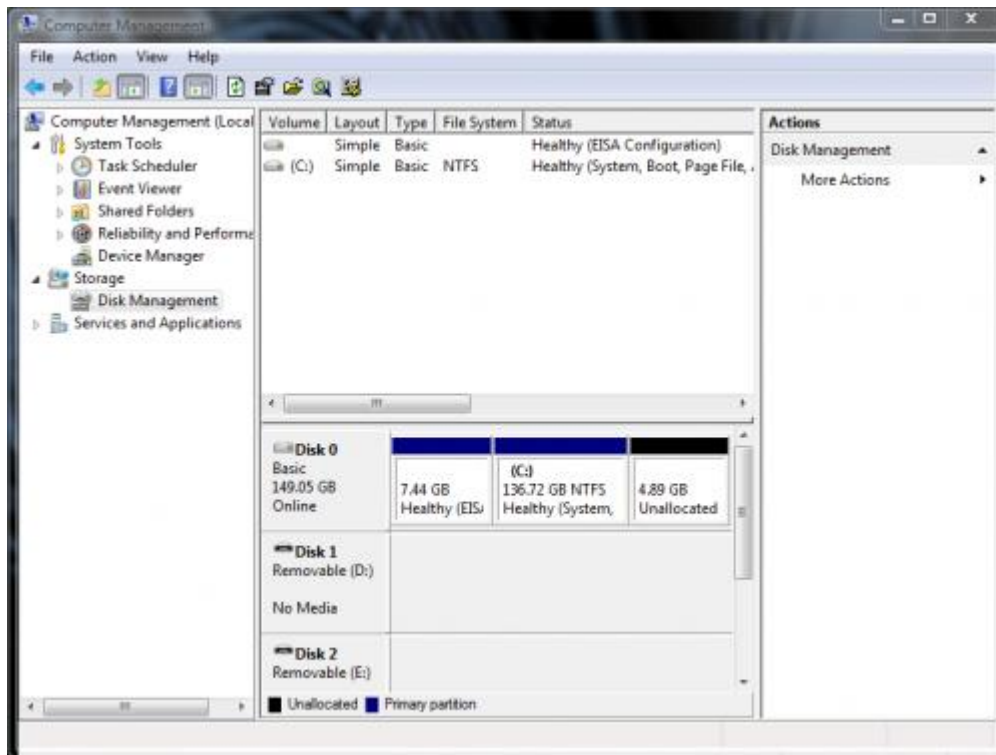 Computer Management
File Action View Help
Computer Management (Local
System Tools
Task Scheduler
Event Viewer
Shared Folders
Reliability and Performa
Device Manager
Storage
Disk Management
Services and Applications
Volume Layout Type File System Status
Simple Basic Healthy (EISA Configuration)
(C:) Simple Basic NTFS Healthy (System, Boot, Page File,
Disk 0
Basic
149.05 GB
Online
7.44 GB
Healthy (EIS
(C:)
136.72 GB NTFS
Healthy (System,
4.89 GB
Unallocated
Disk 1
Removable (D:)
No Media
Disk 2
Removable (E:)
Unallocated Primary partition
Actions
Disk Management
More Actions